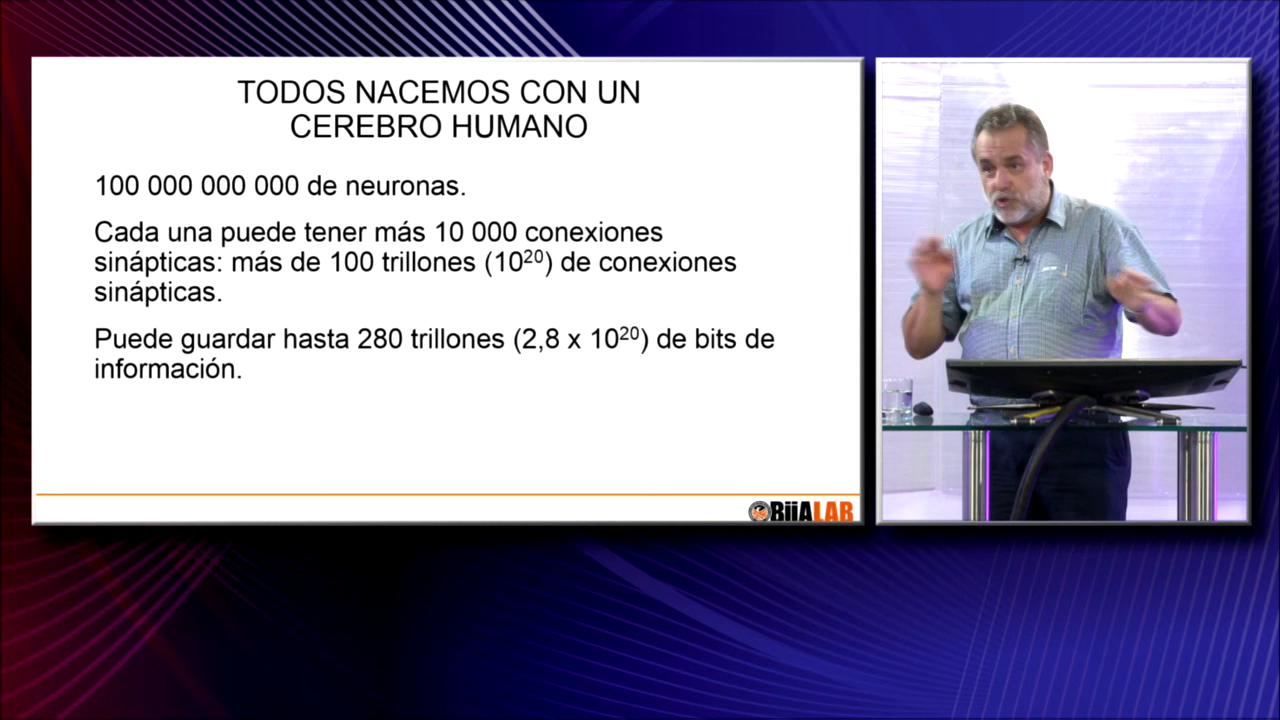 TODOS NACEMOS CON UN
CEREBRO HUMANO
100 000 000 000 de neuronas.
Cada una puede tener más 10 000 conexiones
sinápticas: más de 100 trillones (10²⁰) de conexiones
sinápticas.
Puede guardar hasta 280 trillones (2,8 x 10²⁰) de bits de
información.
BiiALAB